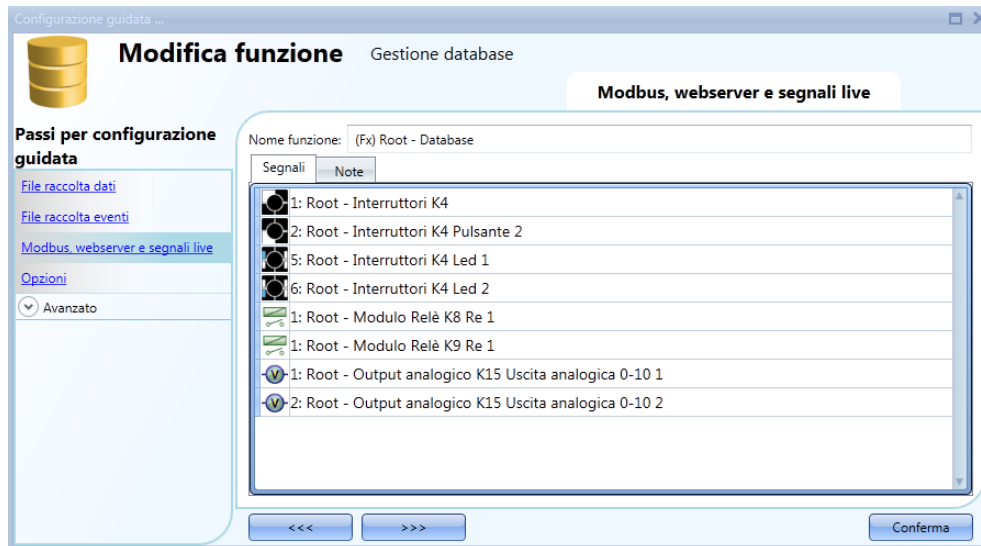 Configurazione guidata ...
Modifica funzione Gestione database
Modbus, webserver e segnali live
Passi per configurazione
guidata
File raccolta dati
File raccolta eventi
Modbus, webserver e segnali live
Opzioni
Avanzato
Nome funzione: (Fx) Root - Database
Segnali Note
1: Root - Interruttori K4
2: Root - Interruttori K4 Pulsante 2
5: Root - Interruttori K4 Led 1
6: Root - Interruttori K4 Led 2
1: Root - Modulo Relè K8 Re 1
1: Root - Modulo Relè K9 Re 1
V 1: Root - Output analogico K15 Uscita analogica 0-10 1
V 2: Root - Output analogico K15 Uscita analogica 0-10 2
<<< >>> Conferma